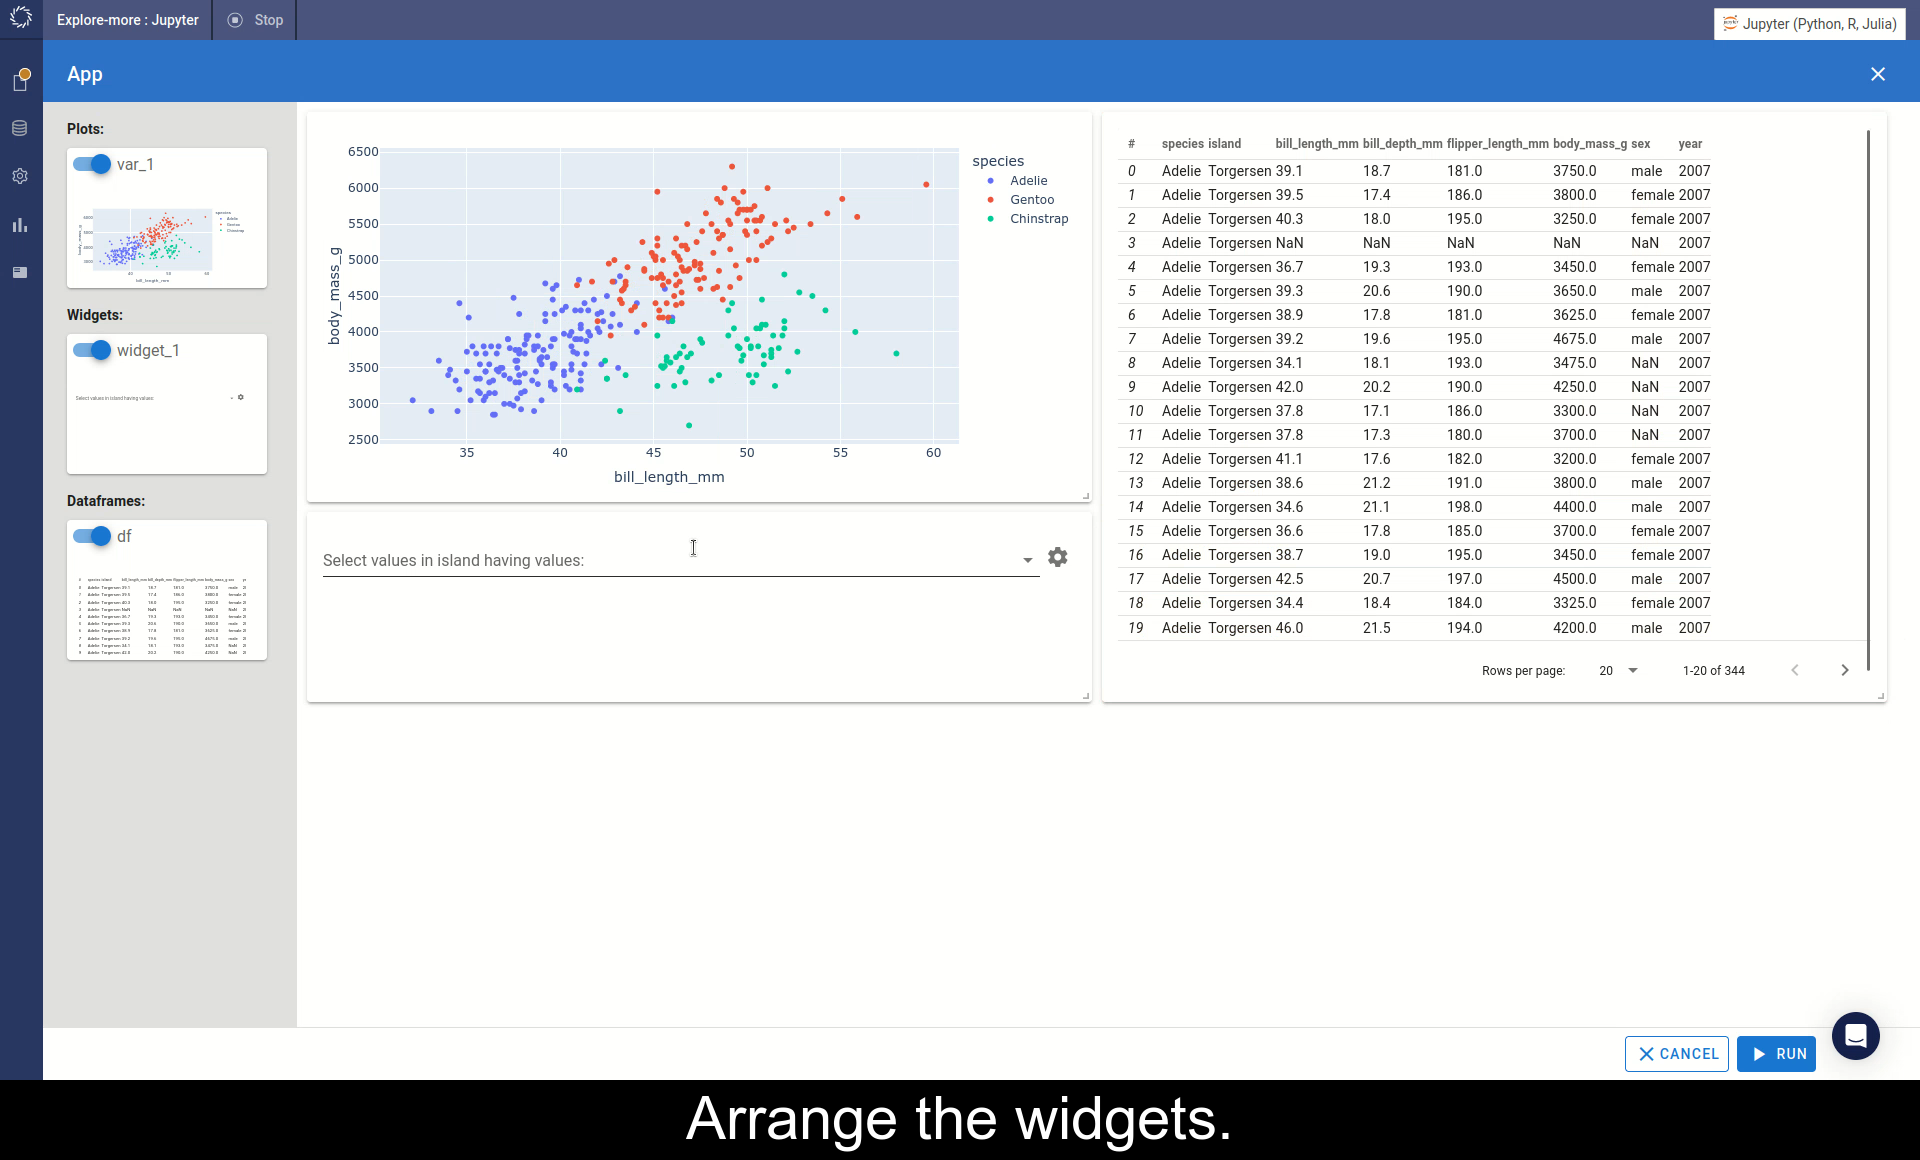 Explore-more : Jupyter
Stop
Jupyter (Python, R, Julia)
App
Plots:
var_1
Widgets:
widget_1
Select values in island having values:
Dataframes:
df
6500
6000
5500
5000
4500
4000
3500
3000
2500
body_mass_g
35 40 45 50 55 60
bill_length_mm
species
Adelie
Gentoo
Chinstrap
Select values in island having values:
# species island bill_length_mm bill_depth_mm flipper_length_mm body_mass_g sex year
0 Adelie Torgersen 39.1 18.7 181.0 3750.0 male 2007
1 Adelie Torgersen 39.5 17.4 186.0 3800.0 female 2007
2 Adelie Torgersen 40.3 18.0 195.0 3250.0 female 2007
3 Adelie Torgersen NaN NaN NaN NaN NaN 2007
4 Adelie Torgersen 36.7 19.3 193.0 3450.0 female 2007
5 Adelie Torgersen 39.3 20.6 190.0 3650.0 male 2007
6 Adelie Torgersen 38.9 17.8 181.0 3625.0 female 2007
7 Adelie Torgersen 39.2 19.6 195.0 4675.0 male 2007
8 Adelie Torgersen 34.1 18.1 193.0 3475.0 NaN 2007
9 Adelie Torgersen 42.0 20.2 190.0 4250.0 NaN 2007
10 Adelie Torgersen 37.8 17.1 186.0 3300.0 NaN 2007
11 Adelie Torgersen 37.8 17.3 180.0 3700.0 NaN 2007
12 Adelie Torgersen 41.1 17.6 182.0 3200.0 female 2007
13 Adelie Torgersen 38.6 21.2 191.0 3800.0 male 2007
14 Adelie Torgersen 34.6 21.1 198.0 4400.0 male 2007
15 Adelie Torgersen 36.6 17.8 185.0 3700.0 female 2007
16 Adelie Torgersen 38.7 19.0 195.0 3450.0 female 2007
17 Adelie Torgersen 42.5 20.7 197.0 4500.0 male 2007
18 Adelie Torgersen 34.4 18.4 184.0 3325.0 female 2007
19 Adelie Torgersen 46.0 21.5 194.0 4200.0 male 2007
Rows per page: 20 1-20 of 344
CANCEL
RUN
Arrange the widgets.